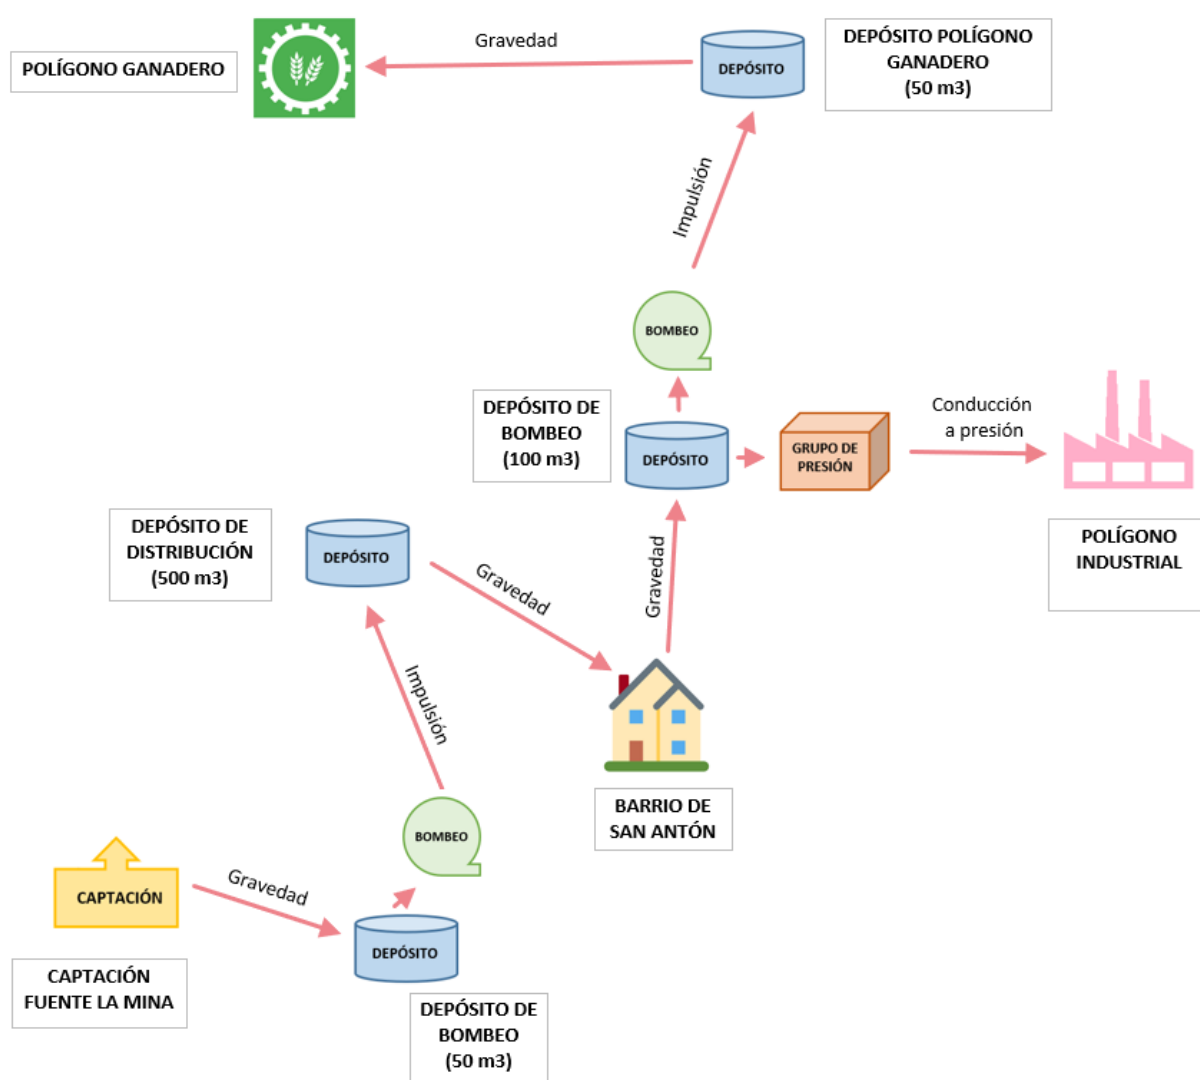 Gravedad
DEPÓSITO POLÍGONO
GANADERO
(50 m3)
POLÍGONO GANADERO
DEPÓSITO
Impulsión
BOMBEO
DEPÓSITO DE
BOMBEO
(100 m3)
DEPÓSITO
GRUPO DE
PRESIÓN
Conducción
a presión
POLÍGONO
INDUSTRIAL
DEPÓSITO DE
DISTRIBUCIÓN
(500 m3)
DEPÓSITO
Gravedad
Gravedad
Impulsión
BARRIO DE
SAN ANTÓN
BOMBEO
CAPTACIÓN
Gravedad
DEPÓSITO
CAPTACIÓN
FUENTE LA MINA
DEPÓSITO DE
BOMBEO
(50 m3)